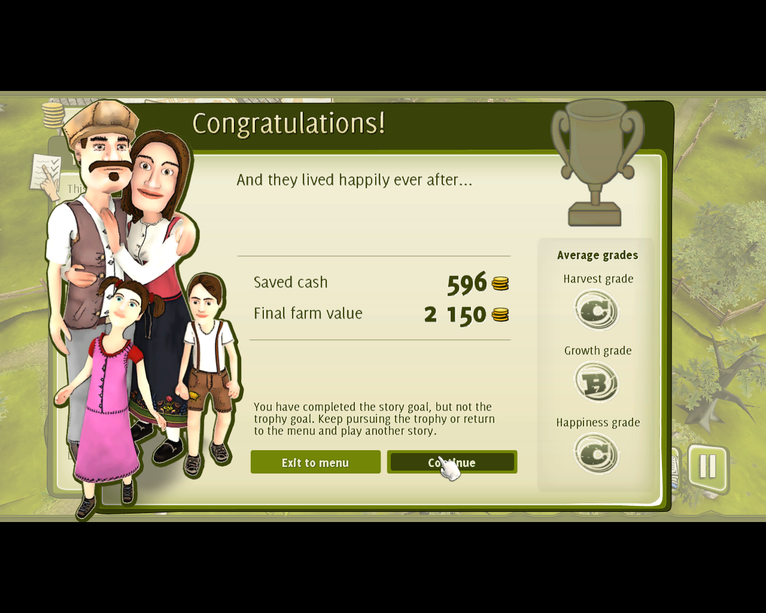 Congratulations!
And they lived happily ever after...
Saved cash 596
Final farm value 2 150
You have completed the story goal, but not the
trophy goal. Keep pursuing the trophy or return
to the menu and play another story.
Exit to menu
Average grades
Harvest grade
C
Growth grade
B
Happiness grade
C